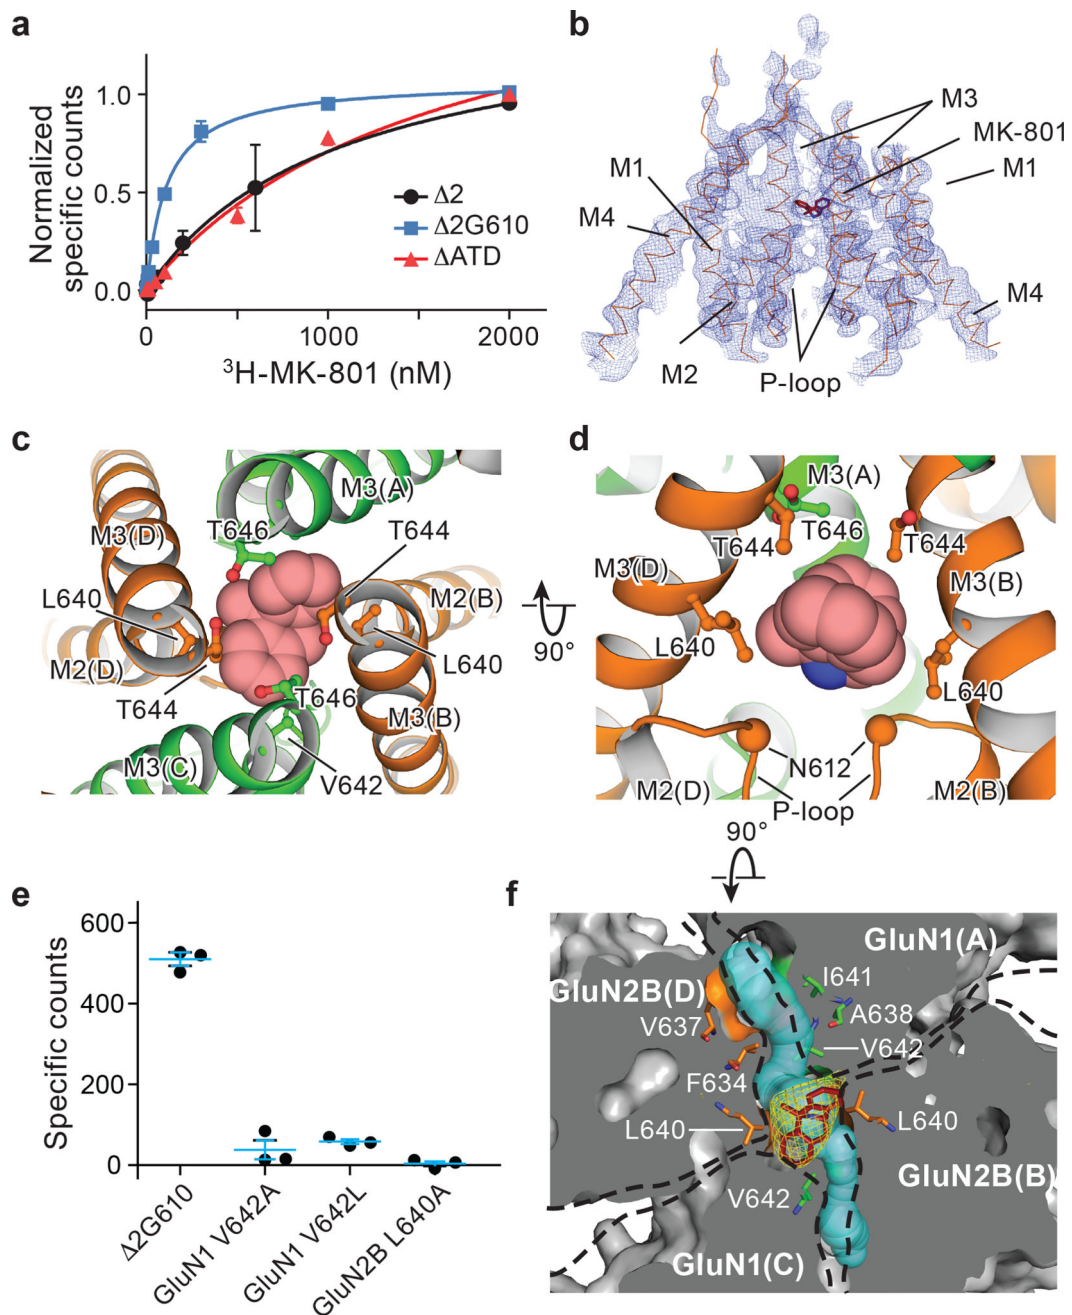 a
Normalized
specific counts
1.0
0.5
0.0
Δ2
Δ2G610
ΔATD
0
1000
2000
³H-MK-801 (nM)
b
M3
MK-801
M1
M1
M4
M4
M2
P-loop
c
M3(A)
T646
T644
M3(D)
M2(B)
L640
L640
M2(D)
T644
T646
M3(B)
M3(C)
V642
90°
d
M3(A)
T646
T644
T644
M3(D)
M3(B)
L640
L640
N612
M2(D)
P-loop
M2(B)
90°
e
Specific counts
600
400
200
0
Δ2G610
GluN1 V642A
GluN1 V642L
GluN2B L640A
f
GluN1(A)
I641
GluN2B(D)
A638
V637
V642
F634
L640
L640
GluN2B(B)
V642
GluN1(C)